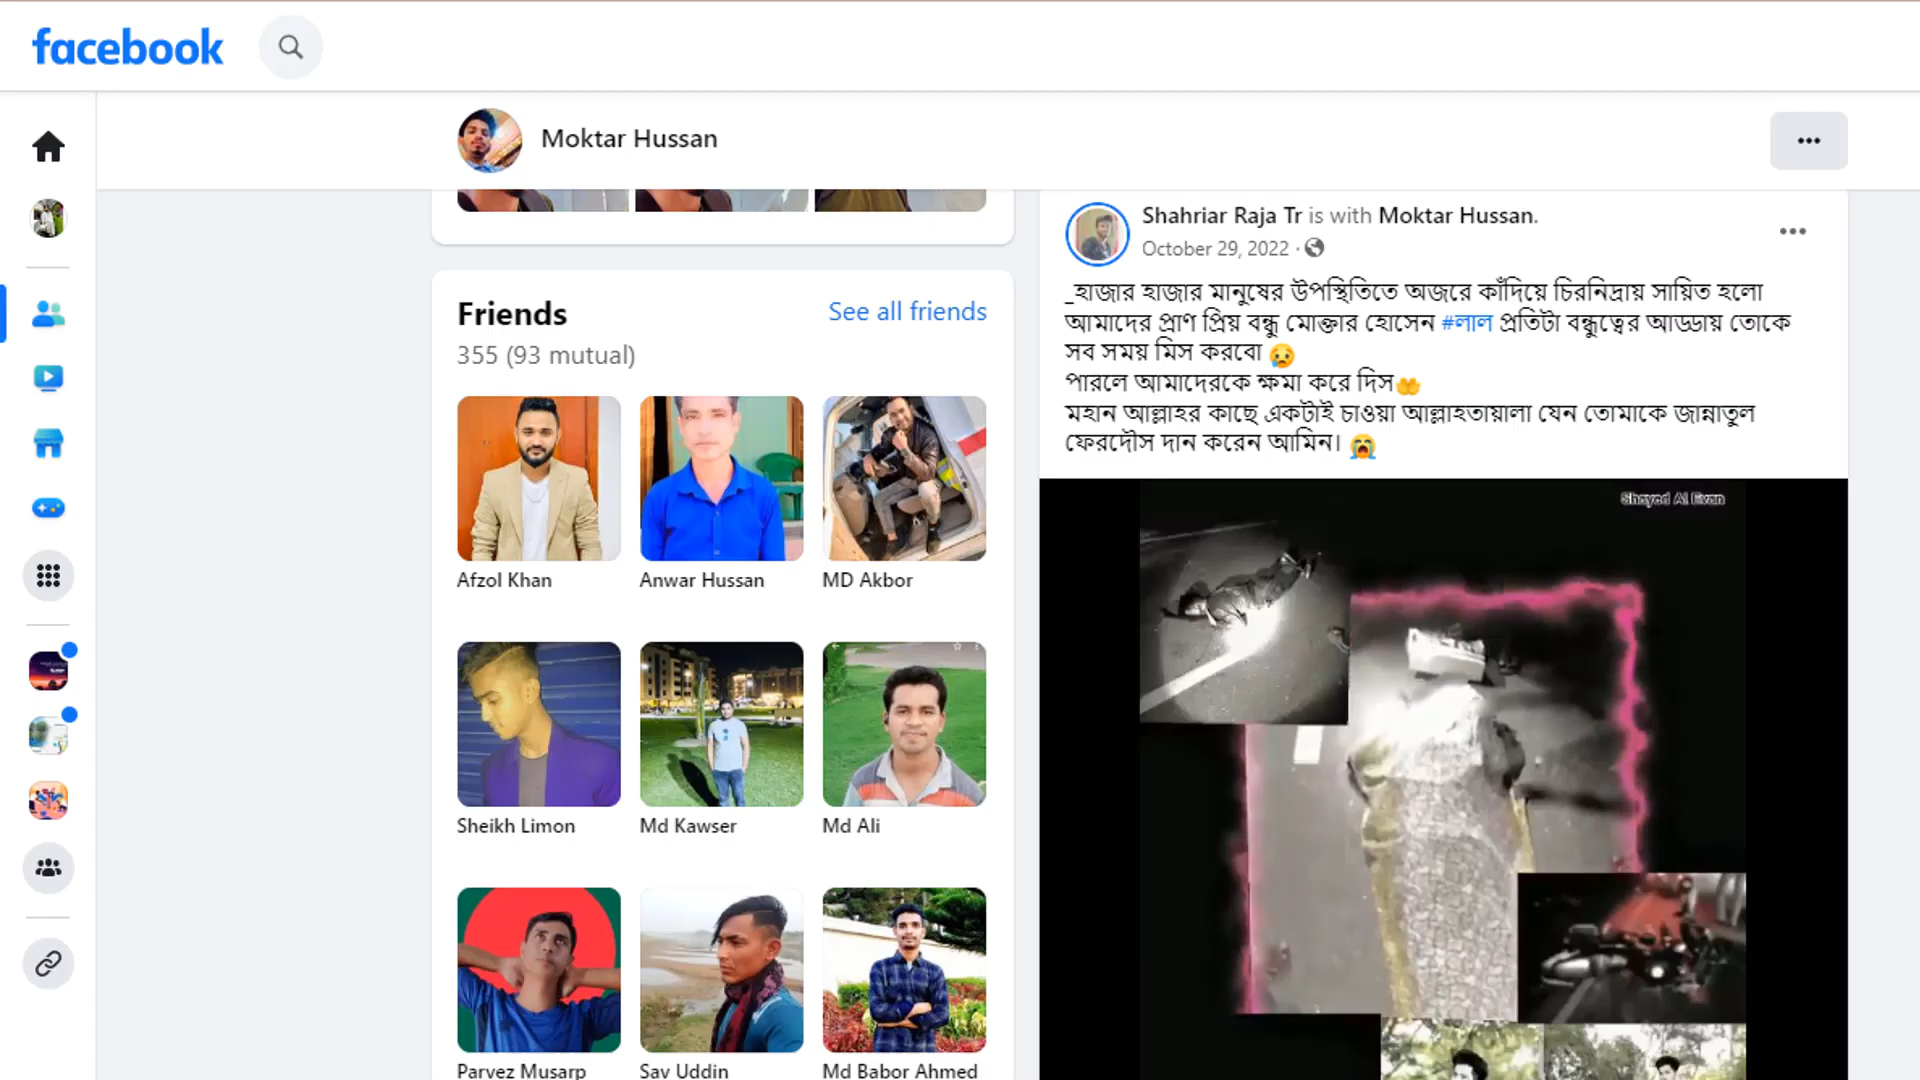 facebook
Moktar Hussan
Friends
See all friends
355 (93 mutual)
Afzol Khan
Anwar Hussan
MD Akbor
Sheikh Limon
Md Kawser
Md Ali
Parvez Musarp
Sav Uddin
Md Babor Ahmed
Shahriar Raja Tr is with Moktar Hussan.
October 29, 2022 ·
_হাজার হাজার মানুষের উপস্থিতিতে অজরে কাঁদিয়ে চিরনিদ্রায় সায়িত হলো
আমাদের প্রাণ প্রিয় বন্ধু মোক্তার হোসেন #লাল প্রতিটা বন্ধুত্বের আড্ডায় তোকে
সব সময় মিস করবো 😢
পারলে আমাদেরকে ক্ষমা করে দিস🤲
মহান আল্লাহর কাছে একটাই চাওয়া আল্লাহতায়ালা যেন তোমাকে জান্নাতুল
ফেরদৌস দান করেন আমিন। 😭
Shayed Al Evan